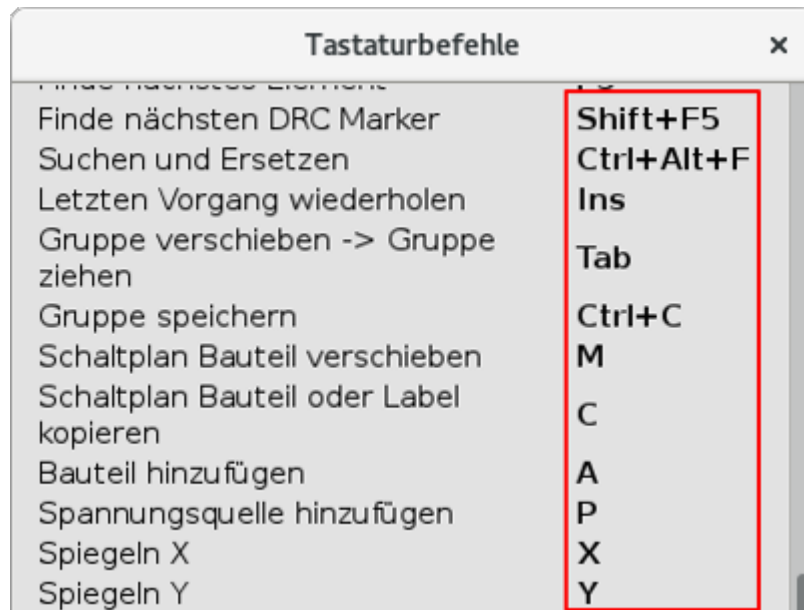 Tastaturbefehle
Finde nächsten DRC Marker Shift+F5
Suchen und Ersetzen Ctrl+Alt+F
Letzten Vorgang wiederholen Ins
Gruppe verschieben -> Gruppe
ziehen Tab
Gruppe speichern Ctrl+C
Schaltplan Bauteil verschieben M
Schaltplan Bauteil oder Label
kopieren C
Bauteil hinzufügen A
Spannungsquelle hinzufügen P
Spiegeln X X
Spiegeln Y Y